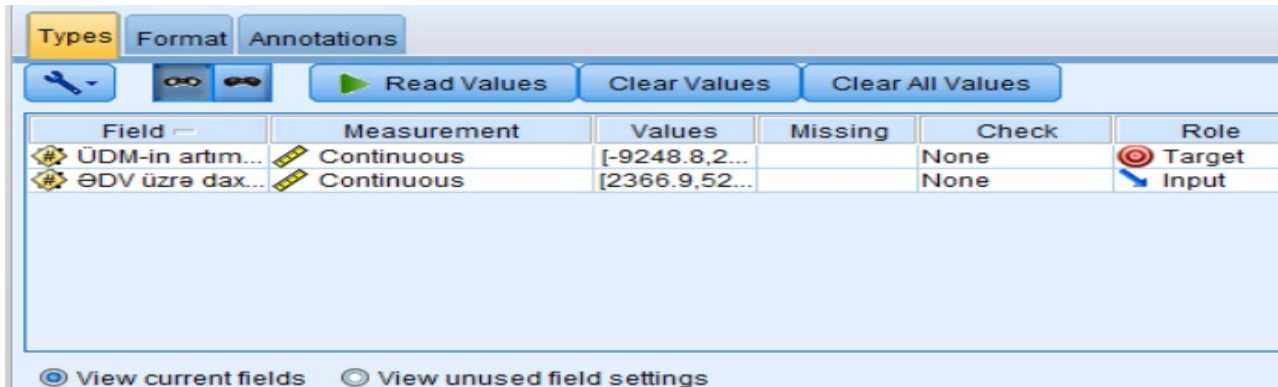 Types Format Annotations
Read Values Clear Values Clear All Values
Field Measurement Values Missing Check Role
ÜDM-in artım... Continuous [-9248.8,2... None Target
ƏDV üzrə dax... Continuous [2366.9,52... None Input
View current fields View unused field settings